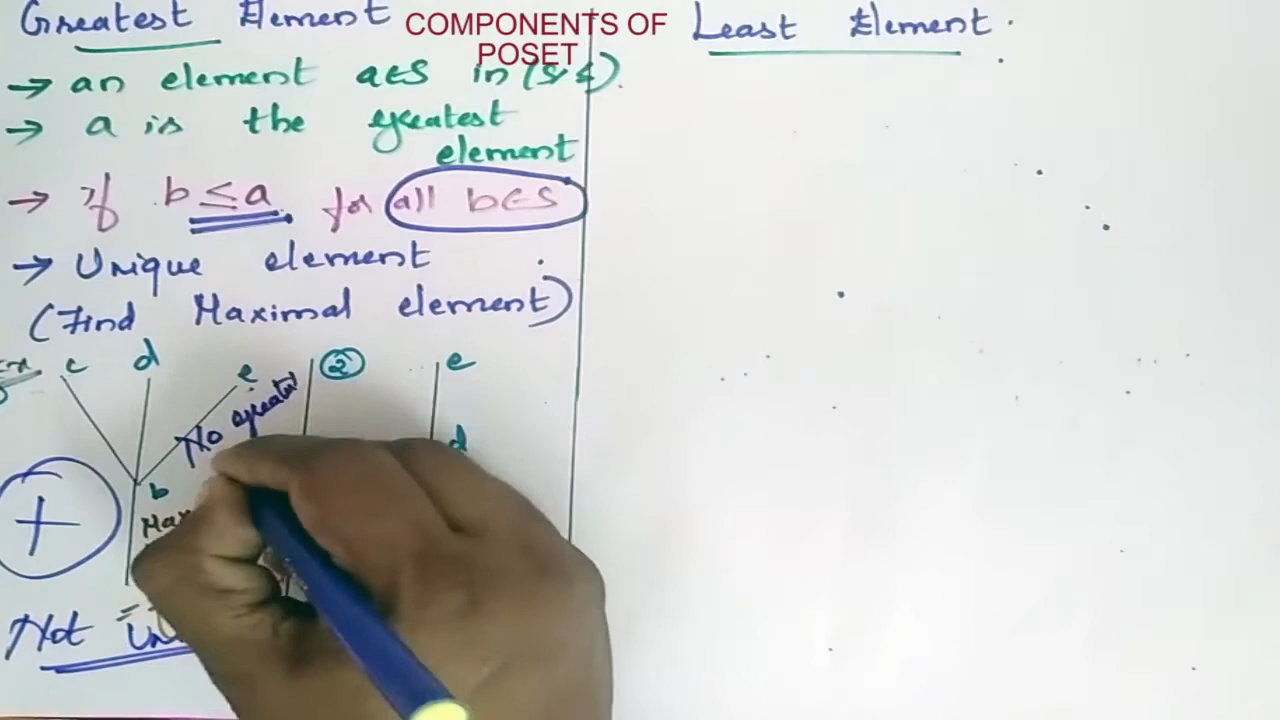 COMPONENTS OF
POSET
Greatest Element
→ an element a∈S in (S, ≤).
→ a is the greatest
element
→ if b ≤ a for all b∈S
→ Unique element
(Find Maximal element)
c d e
② e
No greatest
d
b
Not
Least Element.